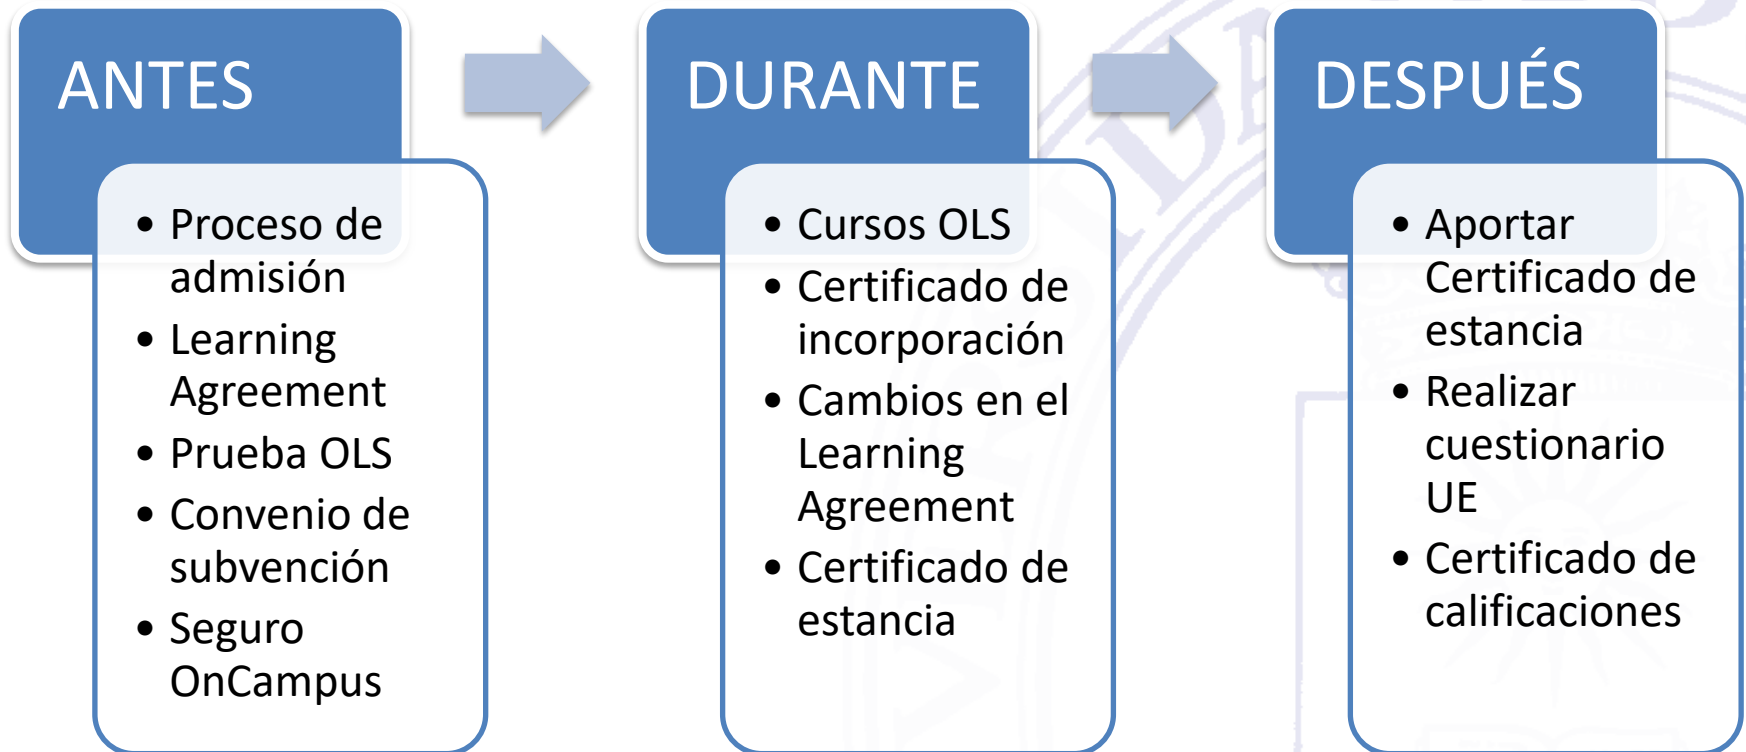 ANTES
• Proceso de
admisión
• Learning
Agreement
• Prueba OLS
• Convenio de
subvención
• Seguro
OnCampus
DURANTE
• Cursos OLS
• Certificado de
incorporación
• Cambios en el
Learning
Agreement
• Certificado de
estancia
DESPUÉS
• Aportar
Certificado de
estancia
• Realizar
cuestionario
UE
• Certificado de
calificaciones